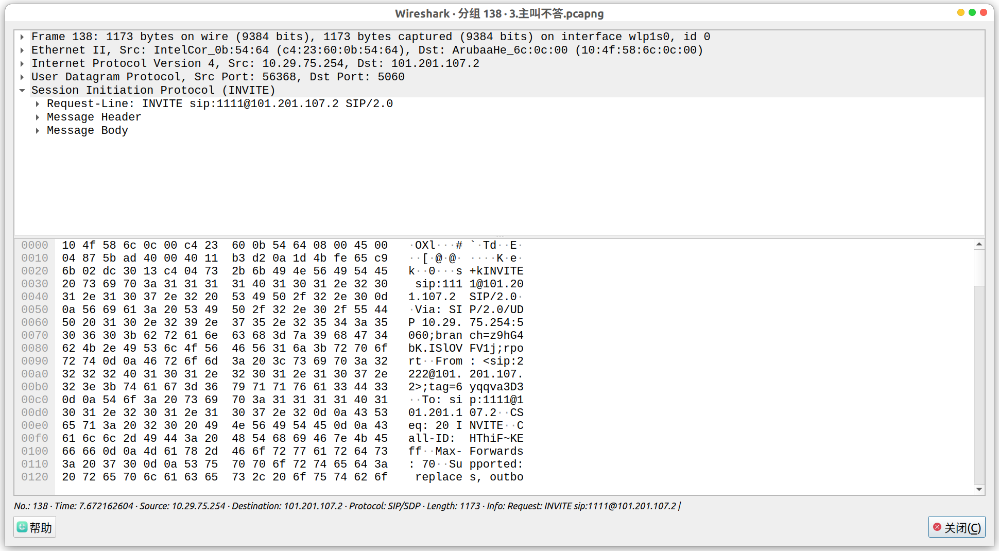 Wireshark · 分组 138 · 3.主叫不答.pcapng
Frame 138: 1173 bytes on wire (9384 bits), 1173 bytes captured (9384 bits) on interface wlp1s0, id 0
Ethernet II, Src: IntelCor_0b:54:64 (c4:23:60:0b:54:64), Dst: ArubaaHe_6c:0c:00 (10:4f:58:6c:0c:00)
Internet Protocol Version 4, Src: 10.29.75.254, Dst: 101.201.107.2
User Datagram Protocol, Src Port: 56368, Dst Port: 5060
Session Initiation Protocol (INVITE)
Request-Line: INVITE sip:1111@101.201.107.2 SIP/2.0
Message Header
Message Body
0000 10 4f 58 6c 0c 00 c4 23 60 0b 54 64 08 00 45 00 ·OXl···# `·Td··E·
0010 04 87 5b ad 40 00 40 11 b3 d2 0a 1d 4b fe 65 c9 ··[·@·@· ····K·e·
0020 6b 02 dc 30 13 c4 04 73 2b 6b 49 4e 56 49 54 45 k··0···s +kINVITE
0030 20 73 69 70 3a 31 31 31 31 40 31 30 31 2e 32 30 sip:111 1@101.20
0040 31 2e 31 30 37 2e 32 20 53 49 50 2f 32 2e 30 0d 1.107.2 SIP/2.0·
0050 0a 56 69 61 3a 20 53 49 50 2f 32 2e 30 2f 55 44 ·Via: SI P/2.0/UD
0060 50 20 31 30 2e 32 39 2e 37 35 2e 32 35 34 3a 35 P 10.29. 75.254:5
0070 30 36 30 3b 62 72 61 6e 63 68 3d 7a 39 68 47 34 060;bran ch=z9hG4
0080 62 4b 2e 49 53 6c 4f 56 46 56 31 6a 3b 72 70 6f bK.ISlOV FV1j;rpo
0090 72 74 0d 0a 46 72 6f 6d 3a 20 3c 73 69 70 3a 32 rt··From : <sip:2
00a0 32 32 32 40 31 30 31 2e 32 30 31 2e 31 30 37 2e 222@101. 201.107.
00b0 32 3e 3b 74 61 67 3d 36 79 71 71 76 61 33 44 33 2>;tag=6 yqqva3D3
00c0 0d 0a 54 6f 3a 20 73 69 70 3a 31 31 31 31 40 31 ··To: si p:1111@1
00d0 30 31 2e 32 30 31 2e 31 30 37 2e 32 0d 0a 43 53 01.201.1 07.2··CS
00e0 65 71 3a 20 32 30 20 49 4e 56 49 54 45 0d 0a 43 eq: 20 I NVITE··C
00f0 61 6c 6c 2d 49 44 3a 20 48 54 68 69 46 7e 4b 45 all-ID: HThiF~KE
0100 66 66 0d 0a 4d 61 78 2d 46 6f 72 77 61 72 64 73 ff··Max- Forwards
0110 3a 20 37 30 0d 0a 53 75 70 70 6f 72 74 65 64 3a : 70··Su pported:
0120 20 72 65 70 6c 61 63 65 73 2c 20 6f 75 74 62 6f replace s, outbo
No.: 138 · Time: 7.672162604 · Source: 10.29.75.254 · Destination: 101.201.107.2 · Protocol: SIP/SDP · Length: 1173 · Info: Request: INVITE sip:1111@101.201.107.2 |
帮助
关闭(C)